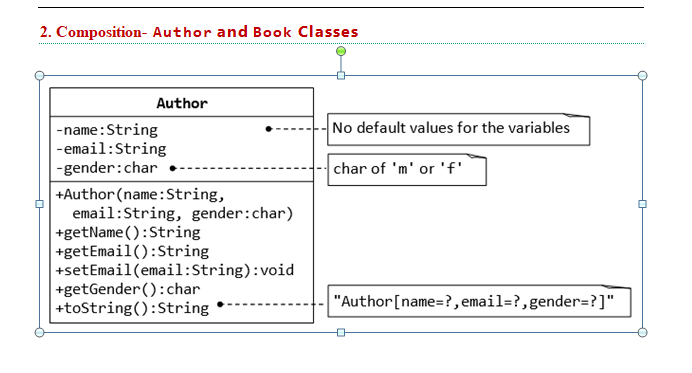 2. Composition- Author and Book Classes
Author
-name:String
-email:String
-gender:char
No default values for the variables
char of 'm' or 'f'
+Author(name:String,
email:String, gender:char)
+getName():String
+getEmail():String
+setEmail(email:String):void
+getGender():char
+toString():String
"Author[name=?,email=?,gender=?]"